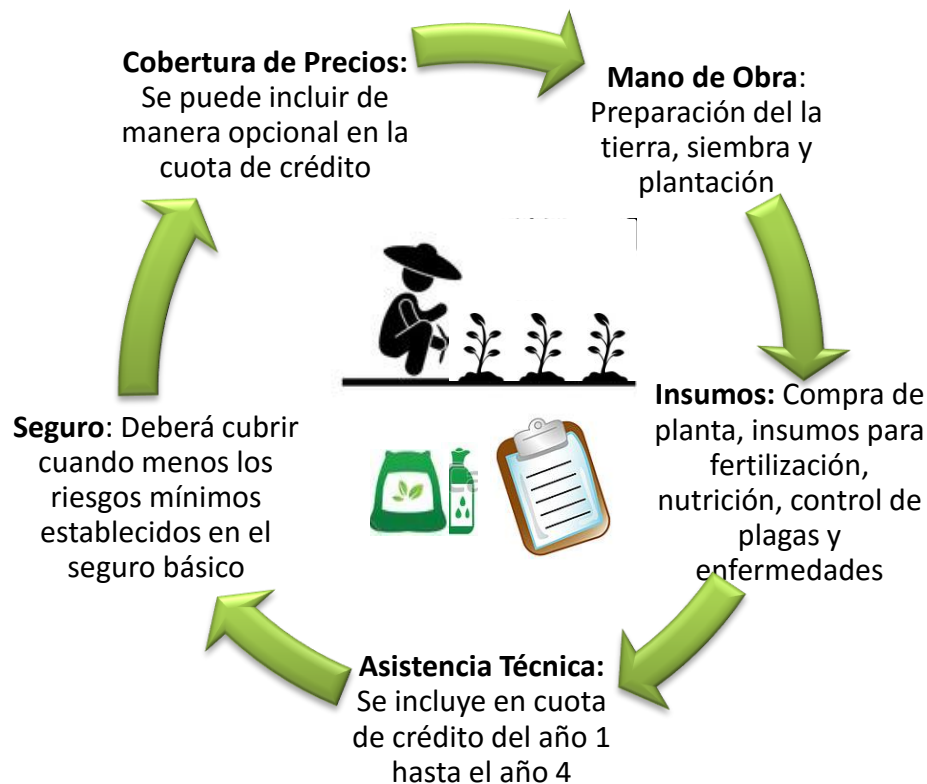 Cobertura de Precios:
Se puede incluir de
manera opcional en la
cuota de crédito
Mano de Obra:
Preparación del la
tierra, siembra y
plantación
Insumos: Compra de
planta, insumos para
fertilización,
nutrición, control de
plagas y
enfermedades
Asistencia Técnica:
Se incluye en cuota
de crédito del año 1
hasta el año 4
Seguro: Deberá cubrir
cuando menos los
riesgos mínimos
establecidos en el
seguro básico